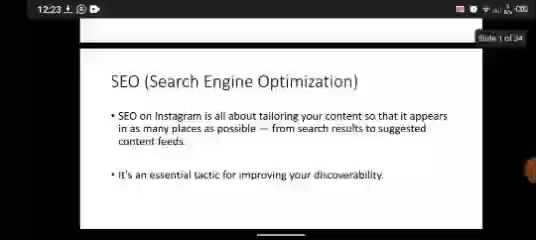 12:23
Slide 1 of 34
SEO (Search Engine Optimization)
• SEO on Instagram is all about tailoring your content so that it appears
in as many places as possible — from search results to suggested
content feeds.
• It's an essential tactic for improving your discoverability.